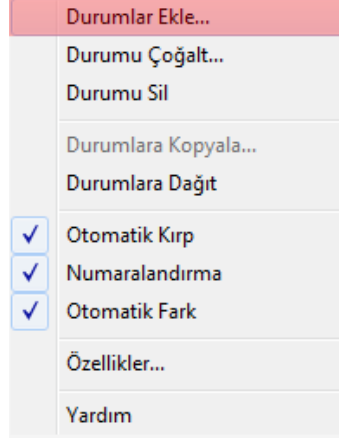 Durumlar Ekle...
Durumu Çoğalt...
Durumu Sil
Durumlara Kopyala...
Durumlara Dağıt
Otomatik Kırp
Numaralandırma
Otomatik Fark
Özellikler...
Yardım